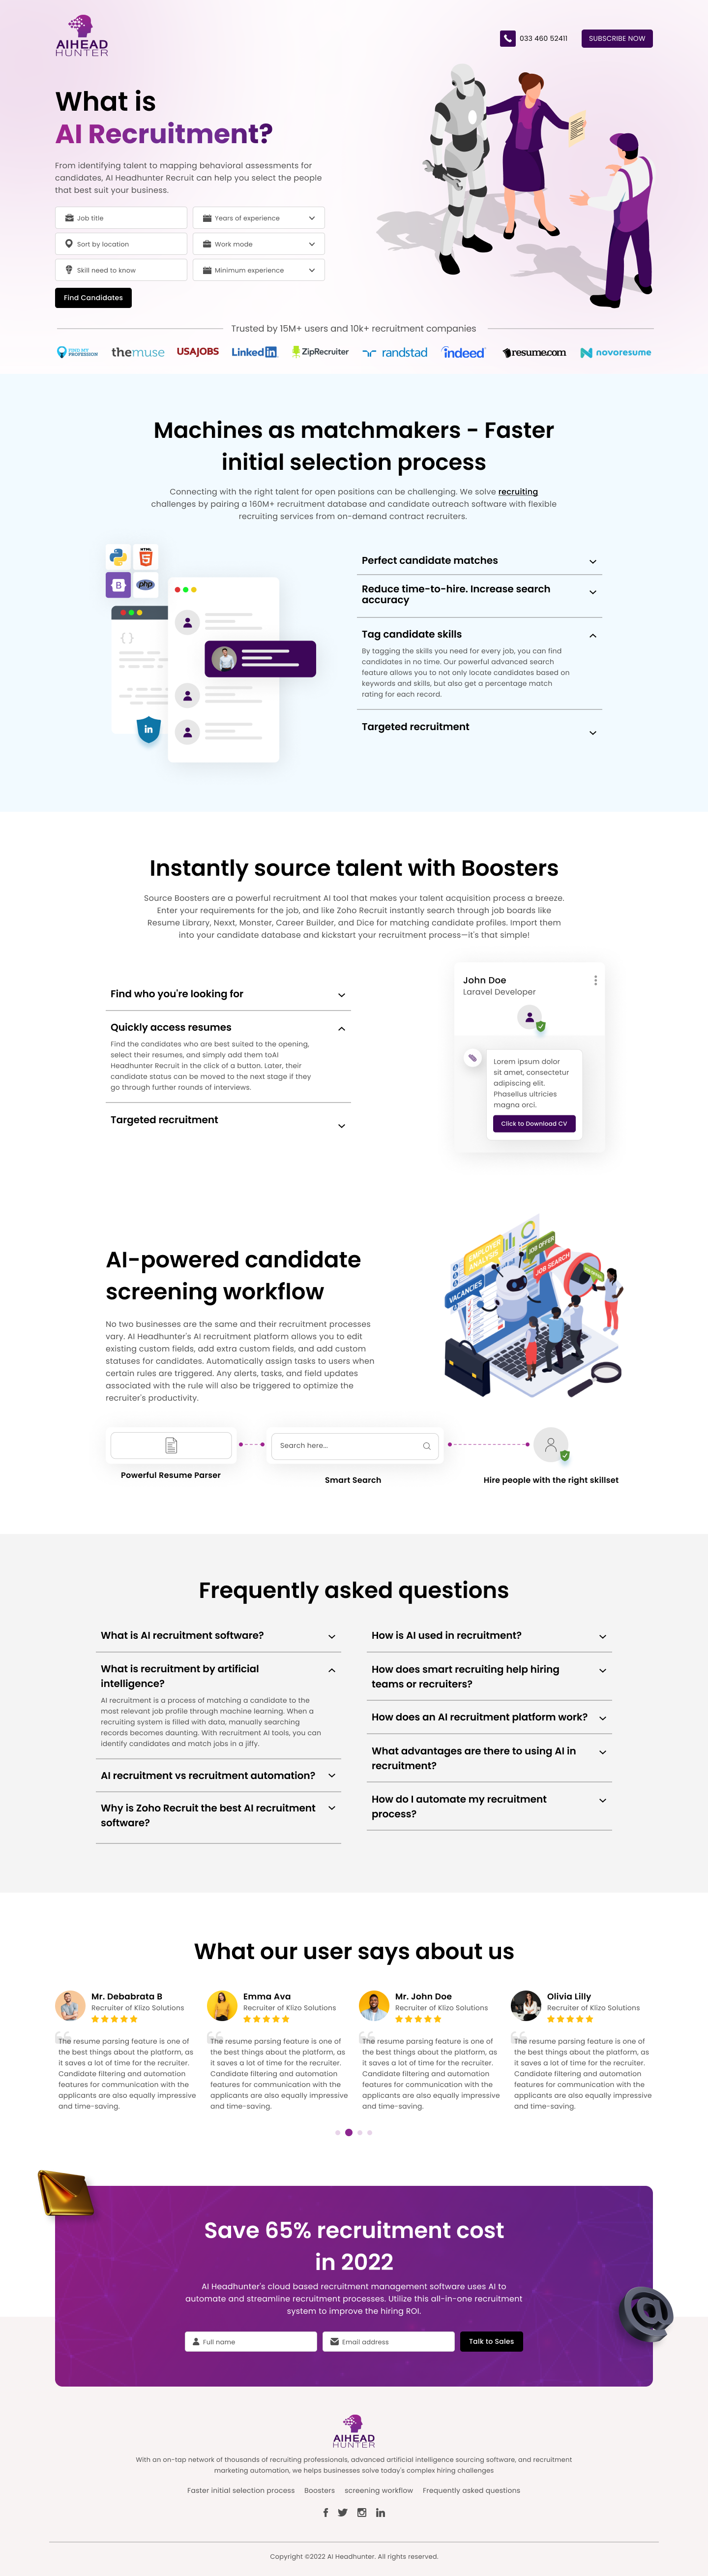 AIHEAD
HUNTER
033 460 52411
SUBSCRIBE NOW
What is
AI Recruitment?
From identifying talent to mapping behavioral assessments for
candidates, AI Headhunter Recruit can help you select the people
that best suit your business.
Job title
Years of experience
Sort by location
Work mode
Skill need to know
Minimum experience
Find Candidates
Trusted by 15M+ users and 10k+ recruitment companies
FIND MY
PROFESSION
themuse
USAJOBS
Linkedin
ZipRecruiter
randstad
indeed
resume.com
novoresume
Machines as matchmakers - Faster
initial selection process
Connecting with the right talent for open positions can be challenging. We solve recruiting
challenges by pairing a 160M+ recruitment database and candidate outreach software with flexible
recruiting services from on-demand contract recruiters.
HTML
5
B
php
{ }
in
Perfect candidate matches
Reduce time-to-hire. Increase search
accuracy
Tag candidate skills
By tagging the skills you need for every job, you can find
candidates in no time. Our powerful advanced search
feature allows you to not only locate candidates based on
keywords and skills, but also get a percentage match
rating for each record.
Targeted recruitment
Instantly source talent with Boosters
Source Boosters are a powerful recruitment AI tool that makes your talent acquisition process a breeze.
Enter your requirements for the job, and like Zoho Recruit instantly search through job boards like
Resume Library, Nexxt, Monster, Career Builder, and Dice for matching candidate profiles. Import them
into your candidate database and kickstart your recruitment process—it's that simple!
Find who you're looking for
Quickly access resumes
Find the candidates who are best suited to the opening,
select their resumes, and simply add them toAI
Headhunter Recruit in the click of a button. Later, their
candidate status can be moved to the next stage if they
go through further rounds of interviews.
Targeted recruitment
John Doe
Laravel Developer
Lorem ipsum dolor
sit amet, consectetur
adipiscing elit.
Phasellus ultricies
magna orci.
Click to Download CV
AI-powered candidate
screening workflow
No two businesses are the same and their recruitment processes
vary. AI Headhunter's AI recruitment platform allows you to edit
existing custom fields, add extra custom fields, and add custom
statuses for candidates. Automatically assign tasks to users when
certain rules are triggered. Any alerts, tasks, and field updates
associated with the rule will also be triggered to optimize the
recruiter's productivity.
EMPLOYER
ANALYSIS
JOB OFFER
JOB SEARCH
VACANCIES
Search here...
Powerful Resume Parser
Smart Search
Hire people with the right skillset
Frequently asked questions
What is AI recruitment software?
What is recruitment by artificial
intelligence?
AI recruitment is a process of matching a candidate to the
most relevant job profile through machine learning. When a
recruiting system is filled with data, manually searching
records becomes daunting. With recruitment AI tools, you can
identify candidates and match jobs in a jiffy.
AI recruitment vs recruitment automation?
Why is Zoho Recruit the best AI recruitment
software?
How is AI used in recruitment?
How does smart recruiting help hiring
teams or recruiters?
How does an AI recruitment platform work?
What advantages are there to using AI in
recruitment?
How do I automate my recruitment
process?
What our user says about us
Mr. Debabrata B
Recruiter of Klizo Solutions
The resume parsing feature is one of
the best things about the platform, as
it saves a lot of time for the recruiter.
Candidate filtering and automation
features for communication with the
applicants are also equally impressive
and time-saving.
Emma Ava
Recruiter of Klizo Solutions
The resume parsing feature is one of
the best things about the platform, as
it saves a lot of time for the recruiter.
Candidate filtering and automation
features for communication with the
applicants are also equally impressive
and time-saving.
Mr. John Doe
Recruiter of Klizo Solutions
The resume parsing feature is one of
the best things about the platform, as
it saves a lot of time for the recruiter.
Candidate filtering and automation
features for communication with the
applicants are also equally impressive
and time-saving.
Olivia Lilly
Recruiter of Klizo Solutions
The resume parsing feature is one of
the best things about the platform, as
it saves a lot of time for the recruiter.
Candidate filtering and automation
features for communication with the
applicants are also equally impressive
and time-saving.
Save 65% recruitment cost
in 2022
AI Headhunter's cloud based recruitment management software uses AI to
automate and streamline recruitment processes. Utilize this all-in-one recruitment
system to improve the hiring ROI.
Full name
Email address
Talk to Sales
AIHEAD
HUNTER
With an on-tap network of thousands of recruiting professionals, advanced artificial intelligence sourcing software, and recruitment
marketing automation, we helps businesses solve today's complex hiring challenges
Faster initial selection process
Boosters
screening workflow
Frequently asked questions
Copyright ©2022 AI Headhunter. All rights reserved.